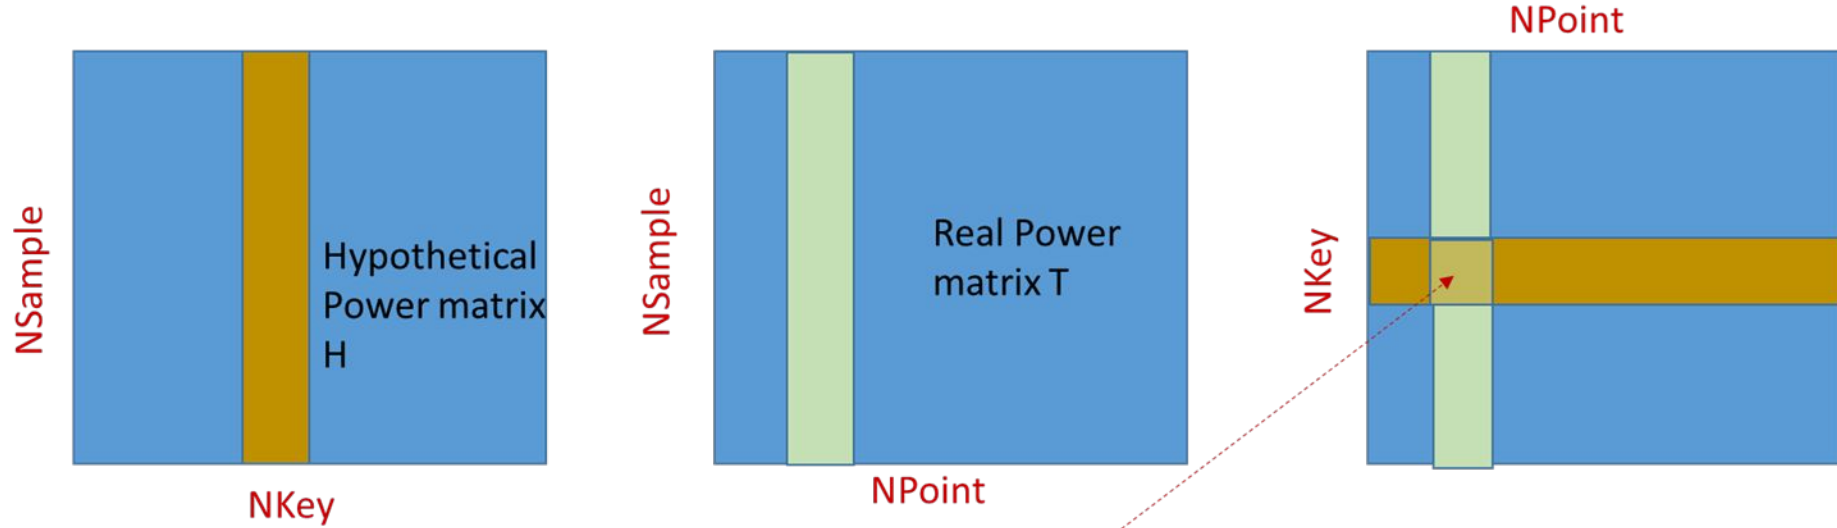 NSample
Hypothetical
Power matrix
H
NKey
NSample
Real Power
matrix T
NPoint
NPoint
NKey